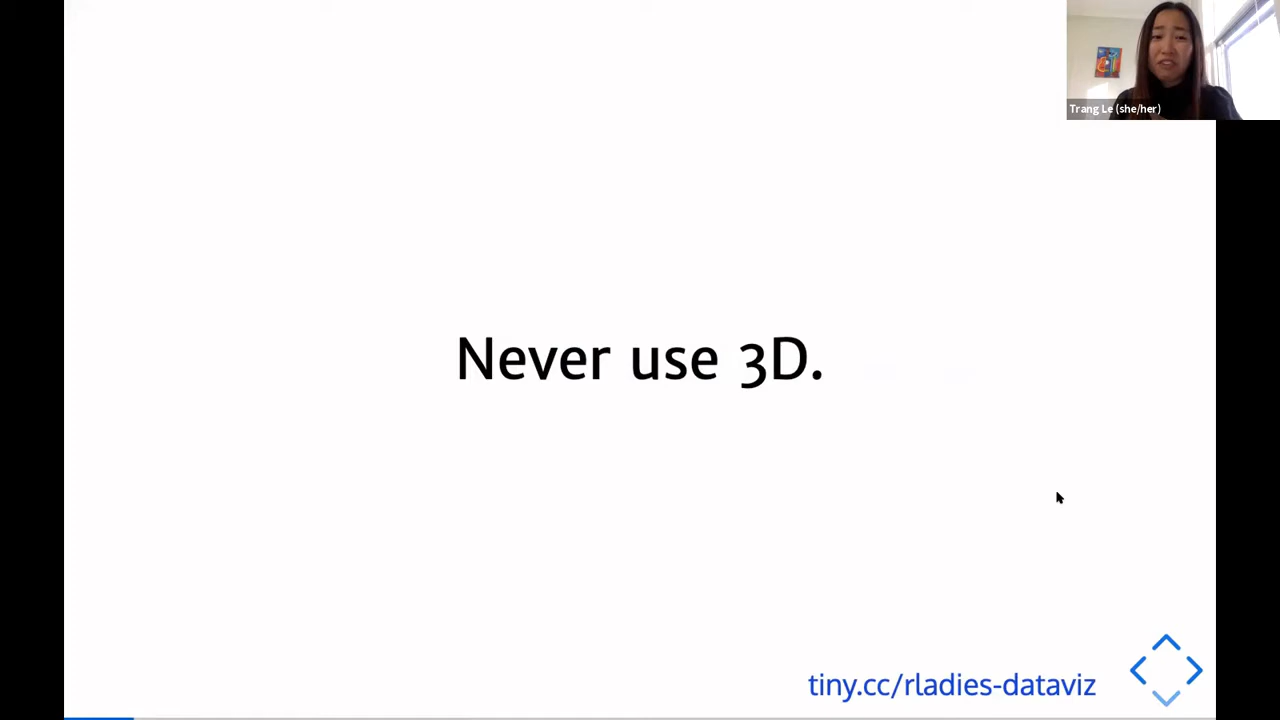 Trang Le (she/her)
Never use 3D.
tiny.cc/rladies-dataviz